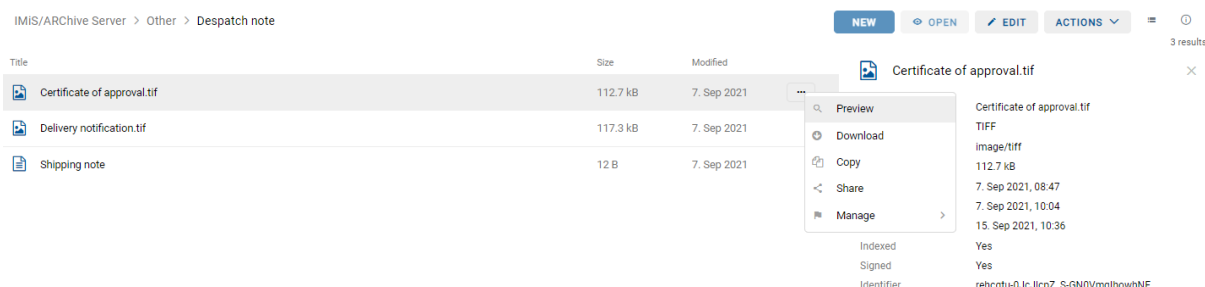 IMiS/ARChive Server > Other > Despatch note
NEW OPEN EDIT ACTIONS
3 results
Title Size Modified
Certificate of approval.tif 112.7 kB 7. Sep 2021 ...
Delivery notification.tif 117.3 kB 7. Sep 2021
Shipping note 12 B 7. Sep 2021
Preview
Download
Copy
Share
Manage >
Certificate of approval.tif
Certificate of approval.tif
TIFF
image/tiff
112.7 kB
7. Sep 2021, 08:47
7. Sep 2021, 10:04
15. Sep 2021, 10:36
Indexed Yes
Signed Yes
Identifier